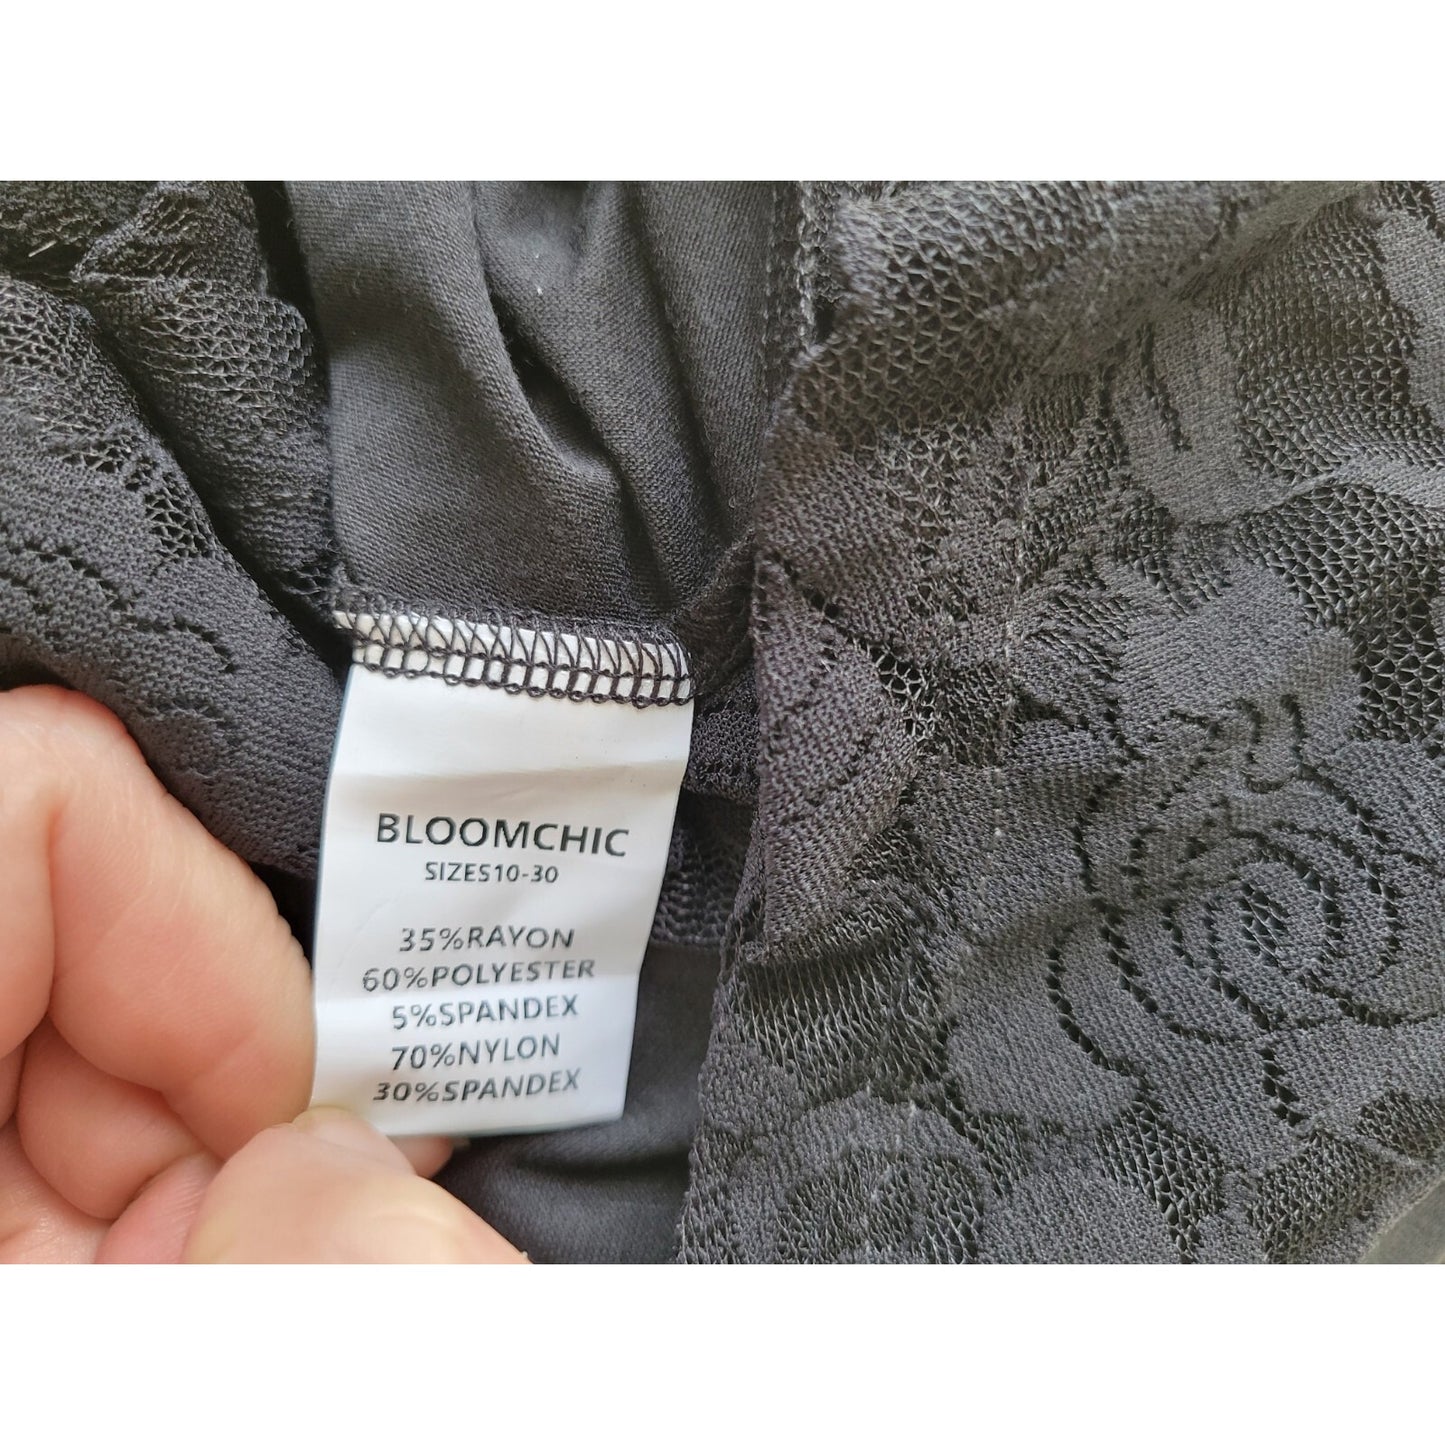 BLOOMCHIC
SIZES10-30
35%RAYON
60%POLYESTER
5%SPANDEX
70%NYLON
30%SPANDEX